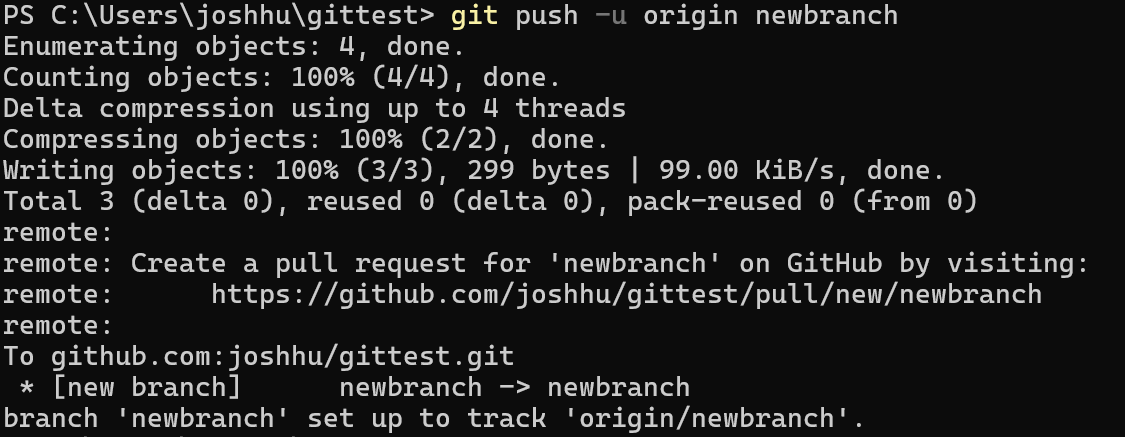 PS C:\Users\joshhu\gittest> git push -u origin newbranch
Enumerating objects: 4, done.
Counting objects: 100% (4/4), done.
Delta compression using up to 4 threads
Compressing objects: 100% (2/2), done.
Writing objects: 100% (3/3), 299 bytes | 99.00 KiB/s, done.
Total 3 (delta 0), reused 0 (delta 0), pack-reused 0 (from 0)
remote:
remote: Create a pull request for 'newbranch' on GitHub by visiting:
remote:      https://github.com/joshhu/gittest/pull/new/newbranch
remote:
To github.com:joshhu/gittest.git
 * [new branch]      newbranch -> newbranch
branch 'newbranch' set up to track 'origin/newbranch'.